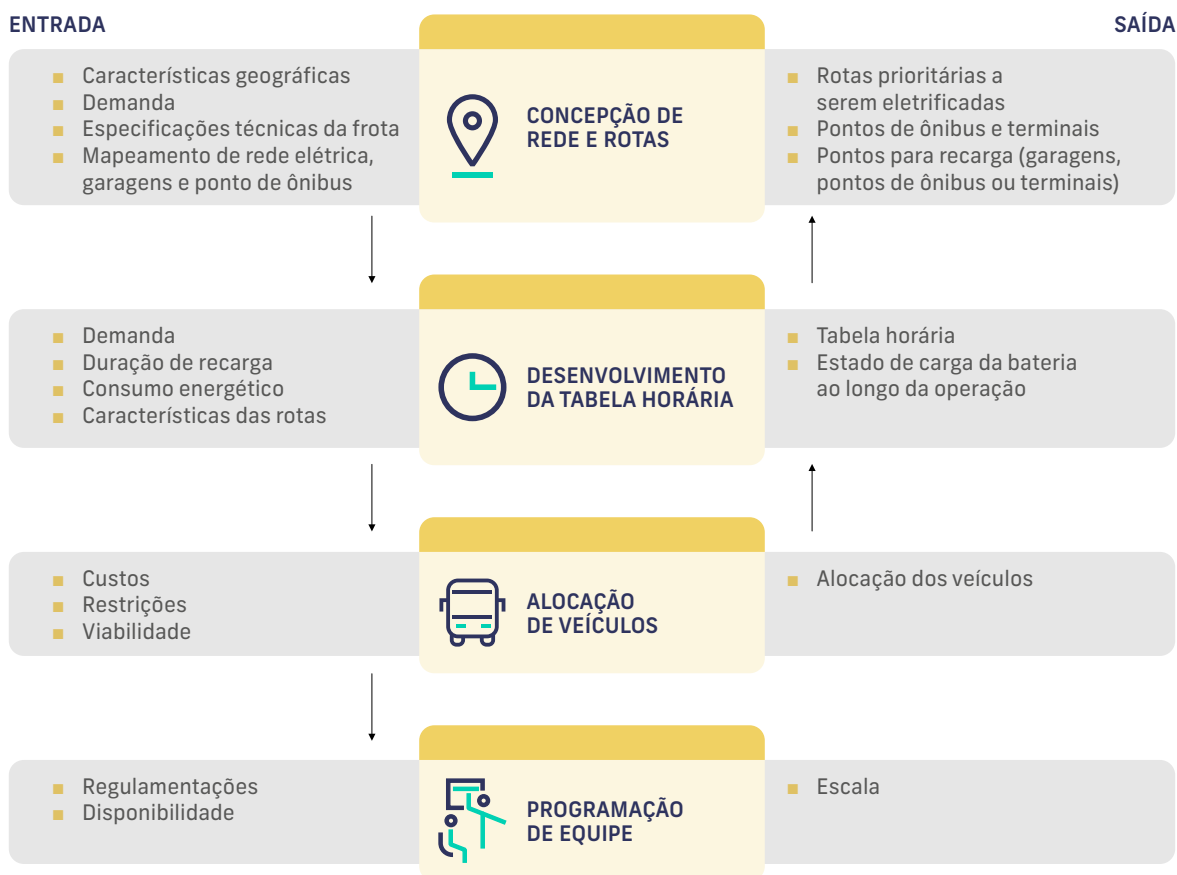 ENTRADA
SAÍDA
Características geográficas
Demanda
Especificações técnicas da frota
Mapeamento de rede elétrica,
garagens e ponto de ônibus
CONCEPÇÃO DE
REDE E ROTAS
Rotas prioritárias a
serem eletrificadas
Pontos de ônibus e terminais
Pontos para recarga (garagens,
pontos de ônibus ou terminais)
Demanda
Duração de recarga
Consumo energético
Características das rotas
DESENVOLVIMENTO
DA TABELA HORÁRIA
Tabela horária
Estado de carga da bateria
ao longo da operação
Custos
Restrições
Viabilidade
ALOCAÇÃO
DE VEÍCULOS
Alocação dos veículos
Regulamentações
Disponibilidade
PROGRAMAÇÃO
DE EQUIPE
Escala